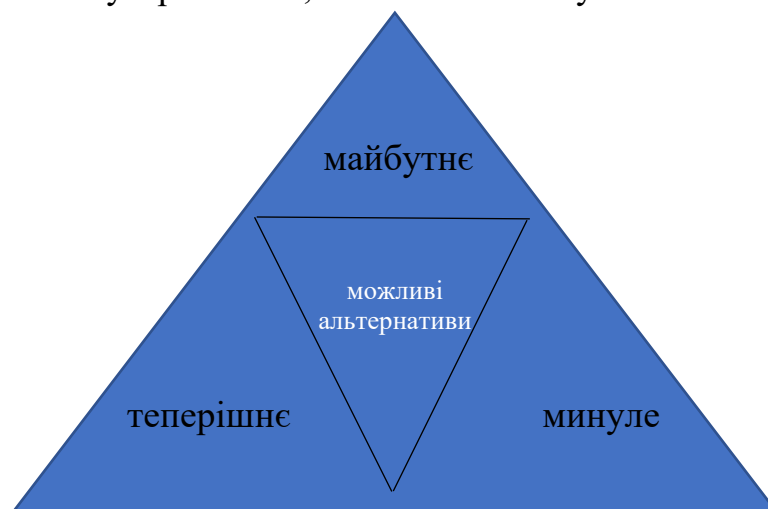 майбутнє
можливі
альтернативи
теперішнє минуле